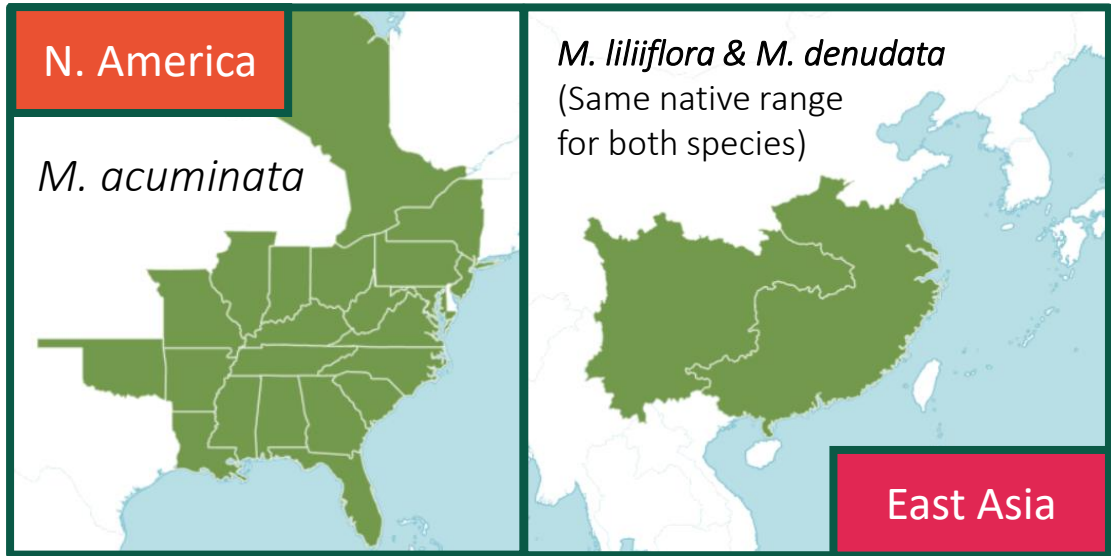 N. America
M. acuminata
M. liliiflora & M. denudata
(Same native range
for both species)
East Asia